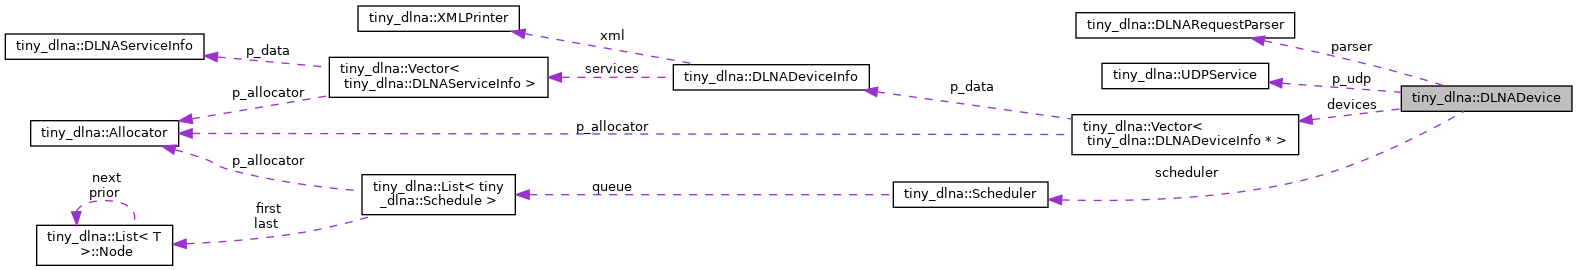 tiny_dlna::XMLPrinter
tiny_dlna::DLNARequestParser
tiny_dlna::DLNAServiceInfo
xml
parser
p_data
tiny_dlna::Vector<
tiny_dlna::DLNAServiceInfo >
services
tiny_dlna::DLNADeviceInfo
tiny_dlna::UDPService
p_udp
p_data
p_allocator
devices
tiny_dlna::DLNADevice
tiny_dlna::Allocator
p_allocator
tiny_dlna::Vector<
tiny_dlna::DLNADeviceInfo * >
p_allocator
scheduler
next
prior
tiny_dlna::List< tiny
_dlna::Schedule >
queue
tiny_dlna::Scheduler
first
last
tiny_dlna::List< T
>::Node